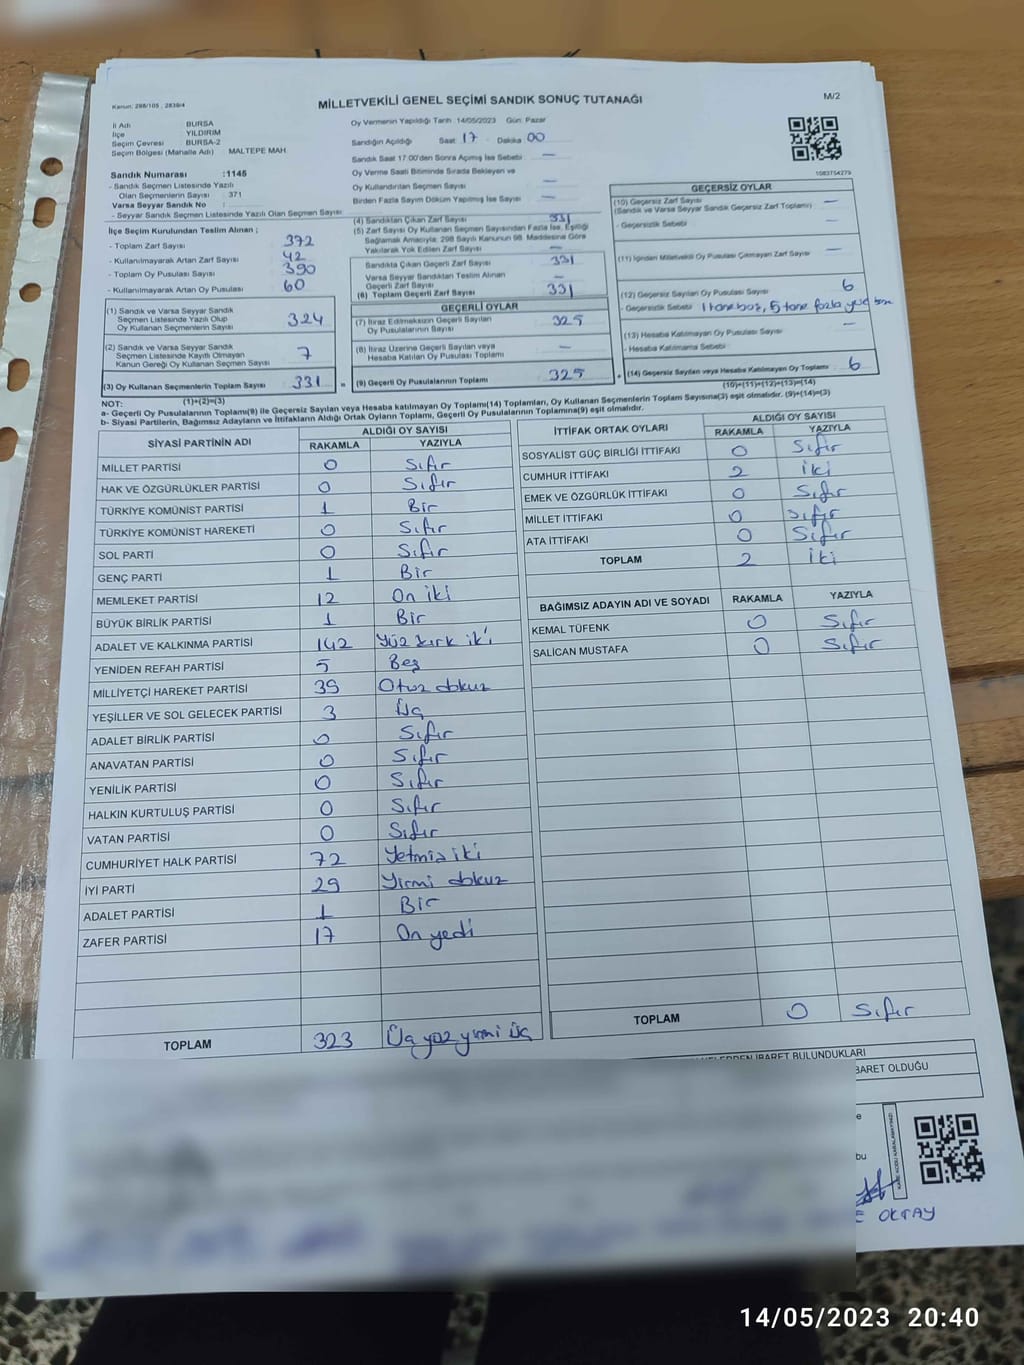 Kanun: 298/105 , 2839/4
MİLLETVEKİLİ GENEL SEÇİMİ SANDIK SONUÇ TUTANAĞI
M/2
İl Adı BURSA
İlçe YILDIRIM
Seçim Çevresi BURSA-2
Seçim Bölgesi (Mahalle Adı) MALTEPE MAH.
Sandık Numarası :1145
- Sandık Seçmen Listesinde Yazılı
Olan Seçmenlerin Sayısı : 371
Varsa Seyyar Sandık No :
- Seyyar Sandık Seçmen Listesinde Yazılı Olan Seçmen Sayısı
İlçe Seçim Kurulundan Teslim Alınan ;
- Toplam Zarf Sayısı 372
- Kullanılmayarak Artan Zarf Sayısı 42
- Toplam Oy Pusulası Sayısı 390
- Kullanılmayarak Artan Oy Pusulası 60
(1) Sandık ve Varsa Seyyar Sandık
Seçmen Listesinde Yazılı Olup
Oy Kullanan Seçmenlerin Sayısı 324
(2) Sandık ve Varsa Seyyar Sandık
Seçmen Listesinde Kayıtlı Olmayan
Kanun Gereği Oy Kullanan Seçmen Sayısı 7
(3) Oy Kullanan Seçmenlerin Toplam Sayısı 331 =
(1)+(2)=(3)
Oy Vermenin Yapıldığı Tarih :14/05/2023 Gün: Pazar
Sandığın Açıldığı Saat 17 - Dakika 00
Sandık Saat 17:00'den Sonra Açılmış İse Sebebi : —
Oy Verme Saati Bitiminde Sırada Bekleyen ve
Oy Kullandırılan Seçmen Sayısı —
Birden Fazla Sayım Döküm Yapılmış İse Sayısı —
(4) Sandıktan Çıkan Zarf Sayısı 331
(5) Zarf Sayısı Oy Kullanan Seçmen Sayısından Fazla İse, Eşitliği
Sağlamak Amacıyla; 298 Sayılı Kanunun 98. Maddesine Göre
Yakılarak Yok Edilen Zarf Sayısı —
Sandıkta Çıkan Geçerli Zarf Sayısı 331
Varsa Seyyar Sandıktan Teslim Alınan
Geçerli Zarf Sayısı —
(6) Toplam Geçerli Zarf Sayısı 331
GEÇERLİ OYLAR
(7) İtiraz Edilmeksizin Geçerli Sayılan
Oy Pusulalarının Sayısı 325
(8) İtiraz Üzerine Geçerli Sayılan veya
Hesaba Katılan Oy Pusulası Toplamı —
(9) Geçerli Oy Pusulalarının Toplamı 325 +
1083754279
GEÇERSİZ OYLAR
(10) Geçersiz Zarf Sayısı —
(Sandık ve Varsa Seyyar Sandık Geçersiz Zarf Toplamı)
- Geçersizlik Sebebi —
(11) İçinden Milletvekili Oy Pusulası Çıkmayan Zarf Sayısı —
(12) Geçersiz Sayılan Oy Pusulası Sayısı 6
- Geçersizlik Sebebi 1 tane boş, 5 tane fazla
(13) Hesaba Katılmayan Oy Pusulası Sayısı —
- Hesaba Katılmama Sebebi
(14) Geçersiz Sayılan veya Hesaba Katılmayan Oy Toplamı 6
(10)+(11)+(12)+(13)=(14)
NOT:
a- Geçerli Oy Pusulalarının Toplamı(9) ile Geçersiz Sayılan veya Hesaba katılmayan Oy Toplamı(14) Toplamları, Oy Kullanan Seçmenlerin Toplam Sayısına(3) eşit olmalıdır. (9)+(14)=(3)
b- Siyasi Partilerin, Bağımsız Adayların ve İttifakların Aldığı Ortak Oyların Toplamı, Geçerli Oy Pusulalarının Toplamına(9) eşit olmalıdır.
SİYASİ PARTİNİN ADI ALDIĞI OY SAYISI
RAKAMLA YAZIYLA
MİLLET PARTİSİ 0 Sıfır
HAK VE ÖZGÜRLÜKLER PARTİSİ 0 Sıfır
TÜRKİYE KOMÜNİST PARTİSİ 1 Bir
TÜRKİYE KOMÜNİST HAREKETİ 0 Sıfır
SOL PARTİ 0 Sıfır
GENÇ PARTİ 1 Bir
MEMLEKET PARTİSİ 12 On iki
BÜYÜK BİRLİK PARTİSİ 1 Bir
ADALET VE KALKINMA PARTİSİ 142 Yüz kırk iki
YENİDEN REFAH PARTİSİ 5 Beş
MİLLİYETÇİ HAREKET PARTİSİ 39 Otuz dokuz
YEŞİLLER VE SOL GELECEK PARTİSİ 3 Üç
ADALET BİRLİK PARTİSİ 0 Sıfır
ANAVATAN PARTİSİ 0 Sıfır
YENİLİK PARTİSİ 0 Sıfır
HALKIN KURTULUŞ PARTİSİ 0 Sıfır
VATAN PARTİSİ 0 Sıfır
CUMHURİYET HALK PARTİSİ 72 Yetmiş iki
İYİ PARTİ 29 Yirmi dokuz
ADALET PARTİSİ 1 Bir
ZAFER PARTİSİ 17 On yedi
TOPLAM 323 Üç yüz yirmi üç
İTTİFAK ORTAK OYLARI ALDIĞI OY SAYISI
RAKAMLA YAZIYLA
SOSYALİST GÜÇ BİRLİĞİ İTTİFAKI 0 Sıfır
CUMHUR İTTİFAKI 2 İki
EMEK VE ÖZGÜRLÜK İTTİFAKI 0 Sıfır
MİLLET İTTİFAKI 0 Sıfır
ATA İTTİFAKI 0 Sıfır
TOPLAM 2 İki
BAĞIMSIZ ADAYIN ADI VE SOYADI RAKAMLA YAZIYLA
KEMAL TÜFENK 0 Sıfır
SALİCAN MUSTAFA 0 Sıfır
TOPLAM 0 Sıfır
İBARET BULUNDUKLARI
BARET OLDUĞU
OKTAY
14/05/2023 20:40